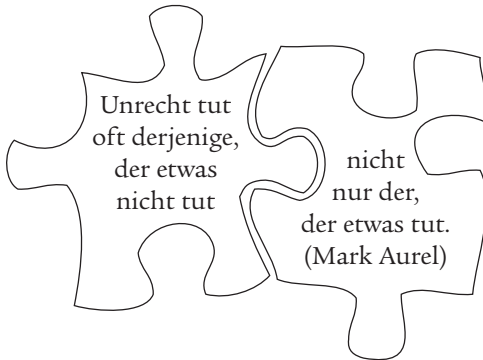 Unrecht tut
oft derjenige,
der etwas
nicht tut
nicht
nur der,
der etwas tut.
(Mark Aurel)